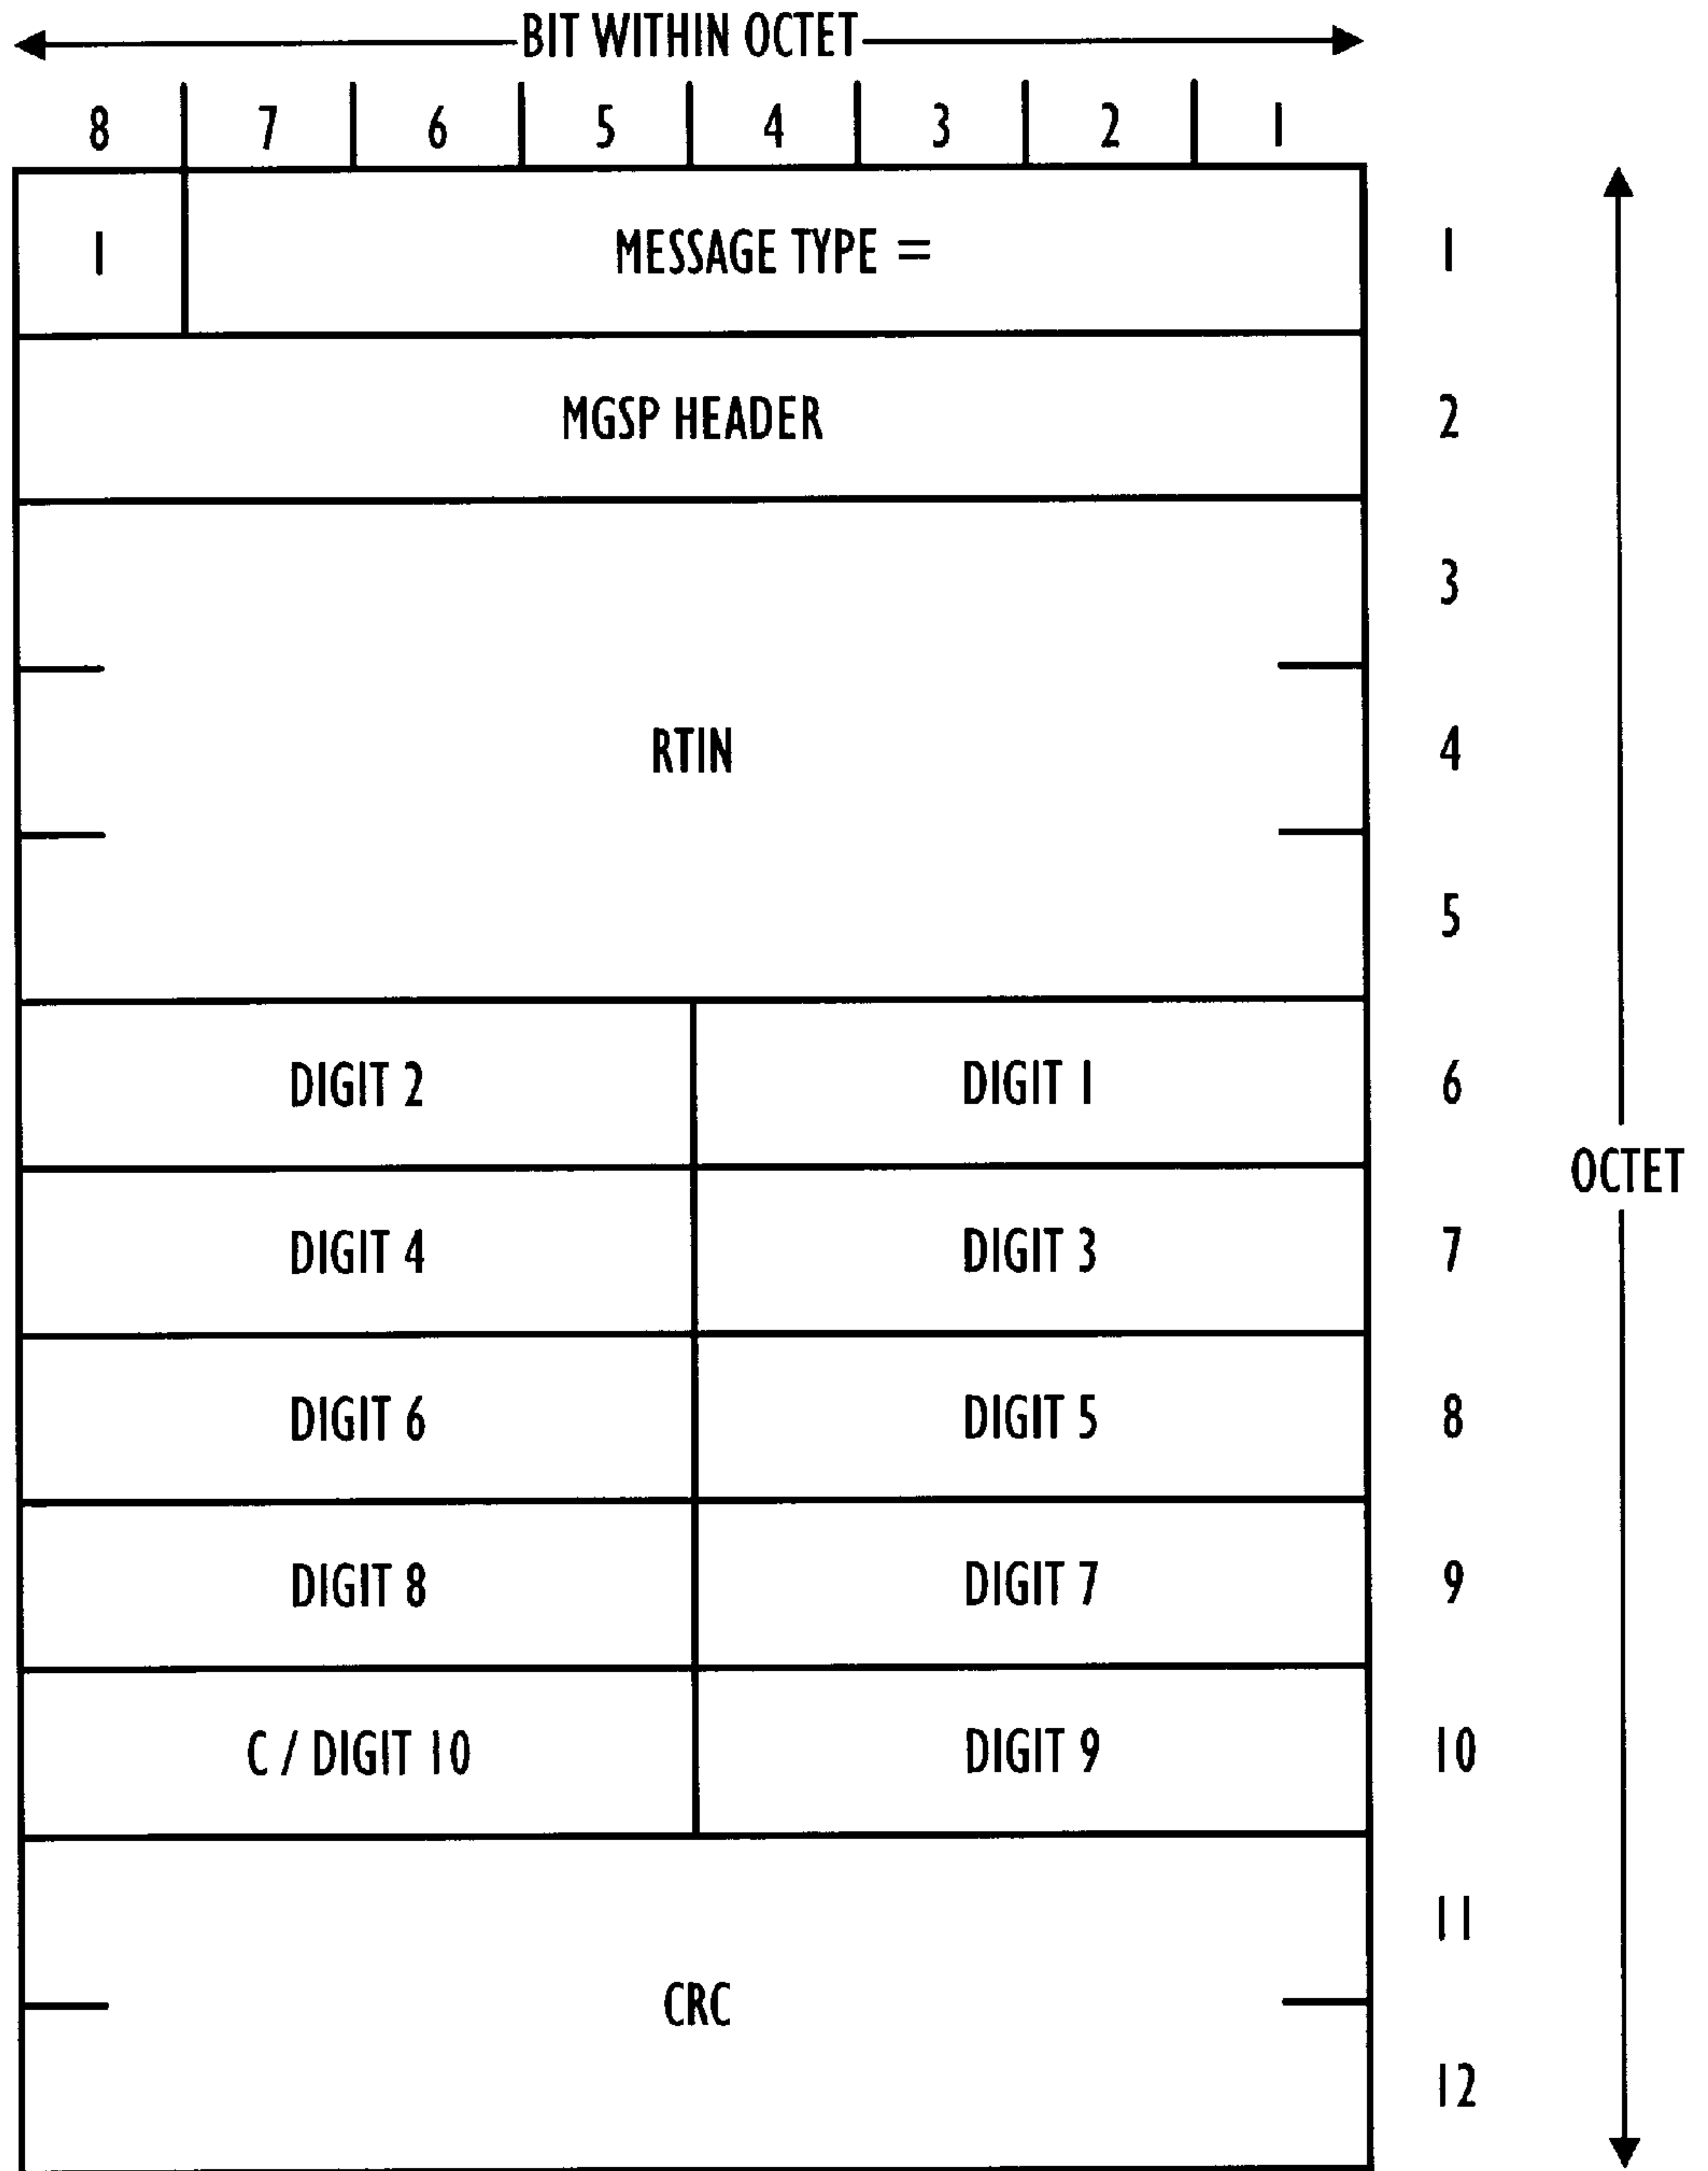 BIT WITHIN OCTET
8 7 6 5 4 3 2 1
1 MESSAGE TYPE = 1
MGSP HEADER 2
3
RTIN 4
5
DIGIT 2 DIGIT 1 6
OCTET
DIGIT 4 DIGIT 3 7
DIGIT 6 DIGIT 5 8
DIGIT 8 DIGIT 7 9
C / DIGIT 10 DIGIT 9 10
11
CRC
12